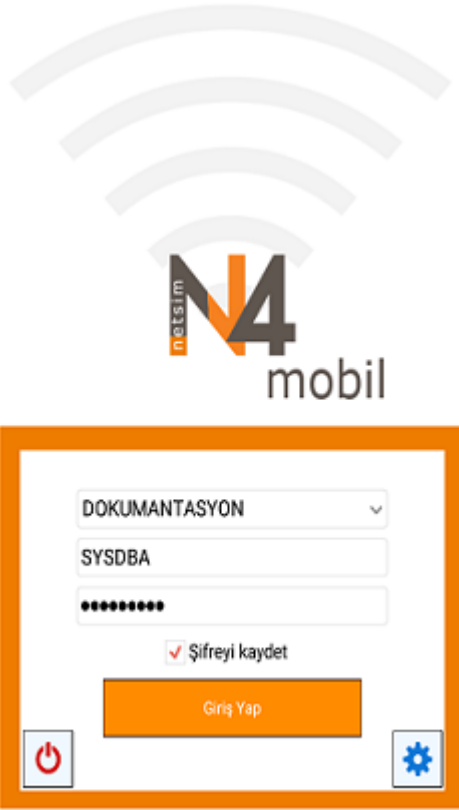 netsim
N4
mobil
DOKUMANTASYON
SYSDBA
•••••••••
Şifreyi kaydet
Giriş Yap